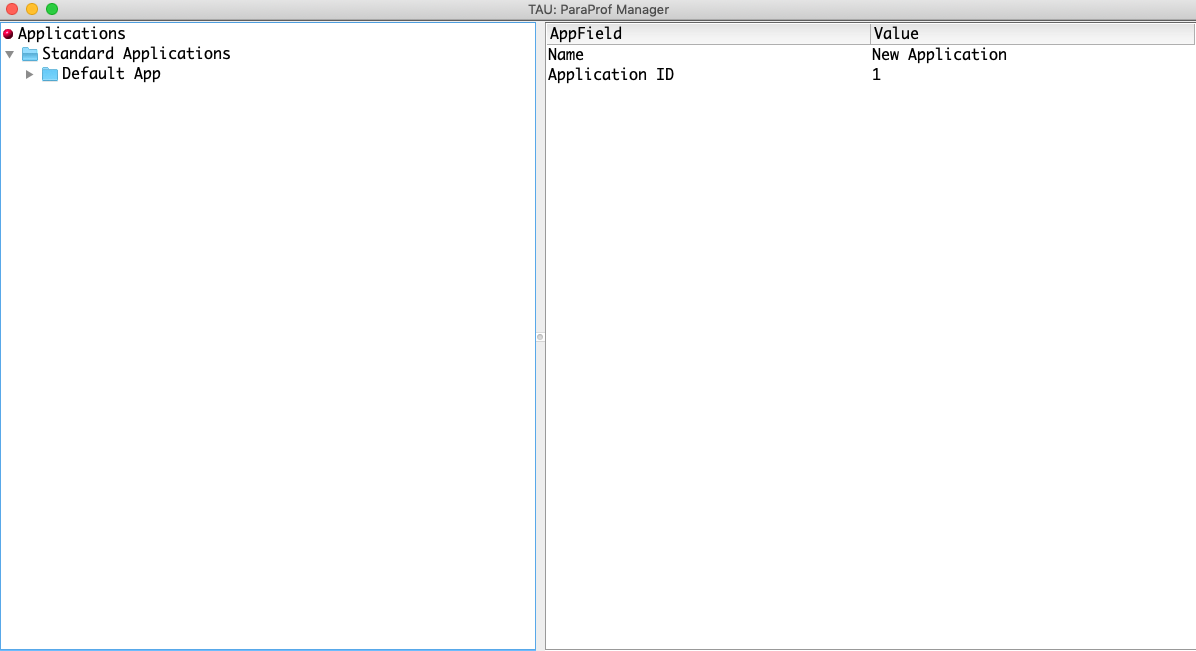 TAU: ParaProf Manager
Applications
Standard Applications
Default App
AppField Value
Name New Application
Application ID 1